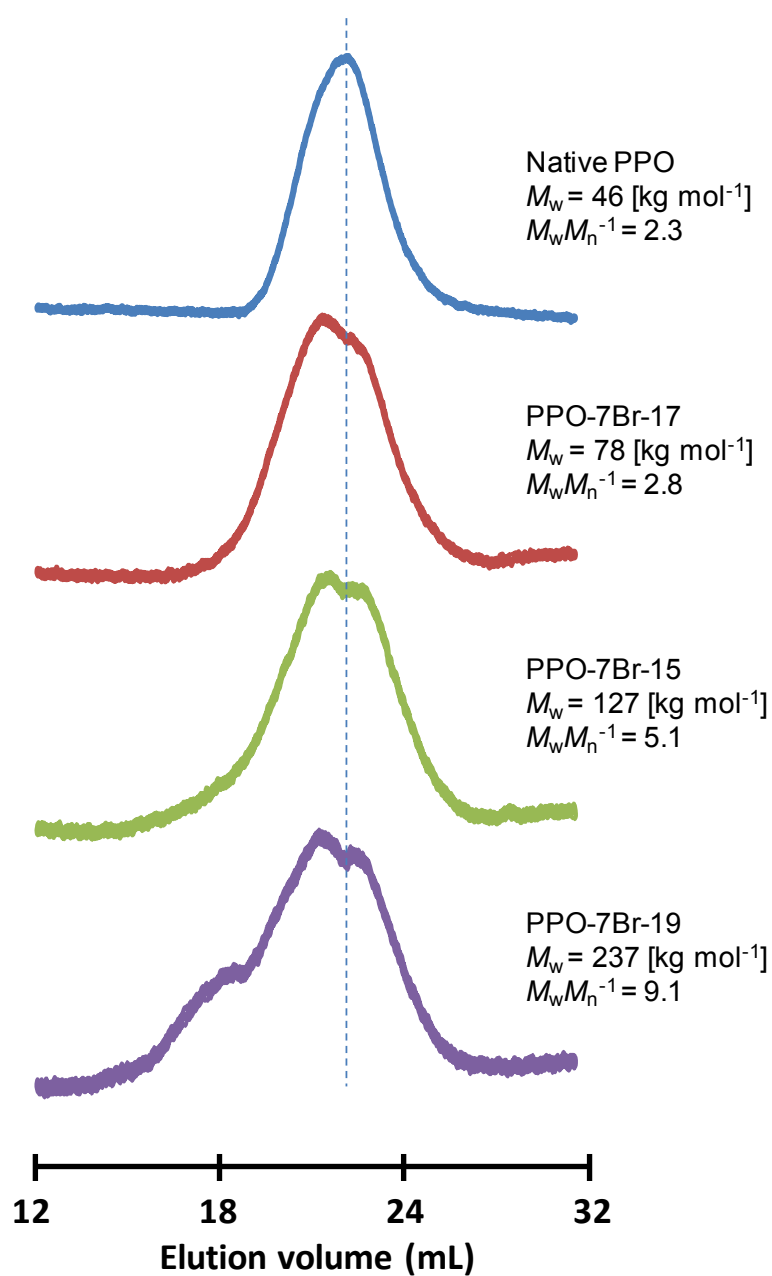 Native PPO
Mw = 46 [kg mol-1]
MwMn-1 = 2.3
PPO-7Br-17
Mw = 78 [kg mol-1]
MwMn-1 = 2.8
PPO-7Br-15
Mw = 127 [kg mol-1]
MwMn-1 = 5.1
PPO-7Br-19
Mw = 237 [kg mol-1]
MwMn-1 = 9.1
12 18 24 32
Elution volume (mL)